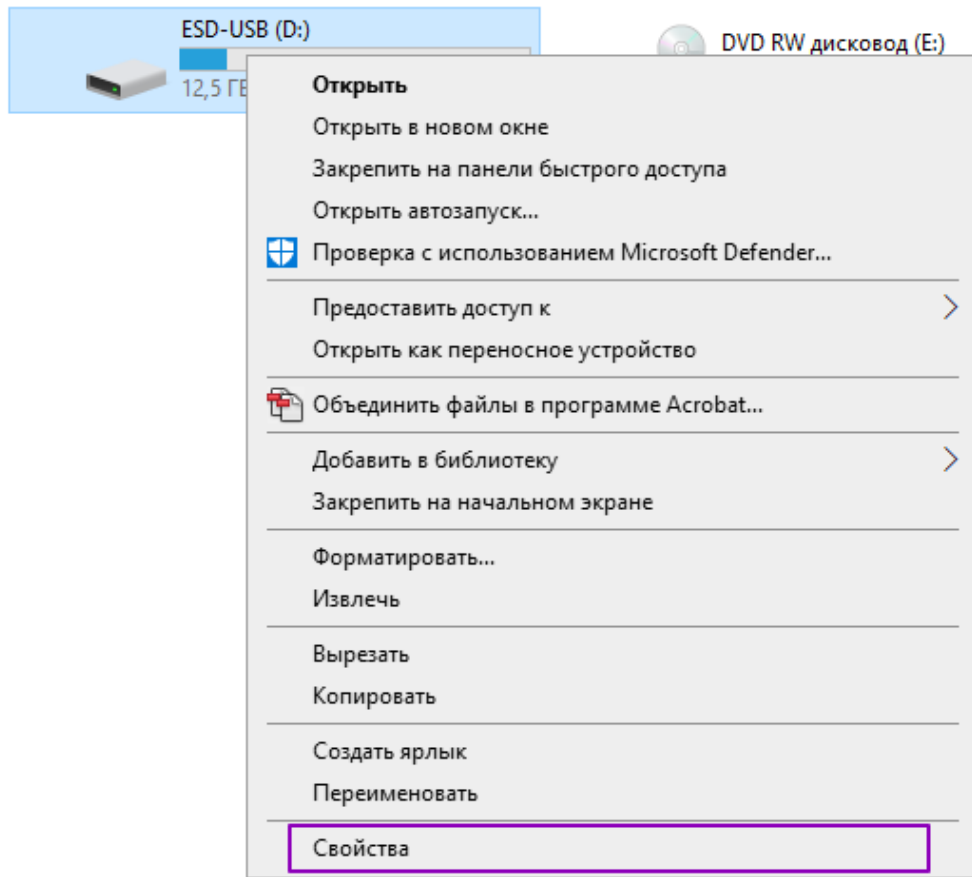 ESD-USB (D:)
DVD RW дисковод (E:)
12,5
Открыть
Открыть в новом окне
Закрепить на панели быстрого доступа
Открыть автозапуск...
Проверка с использованием Microsoft Defender...
Предоставить доступ к
Открыть как переносное устройство
Объединить файлы в программе Acrobat...
Добавить в библиотеку
Закрепить на начальном экране
Форматировать...
Извлечь
Вырезать
Копировать
Создать ярлык
Переименовать
Свойства